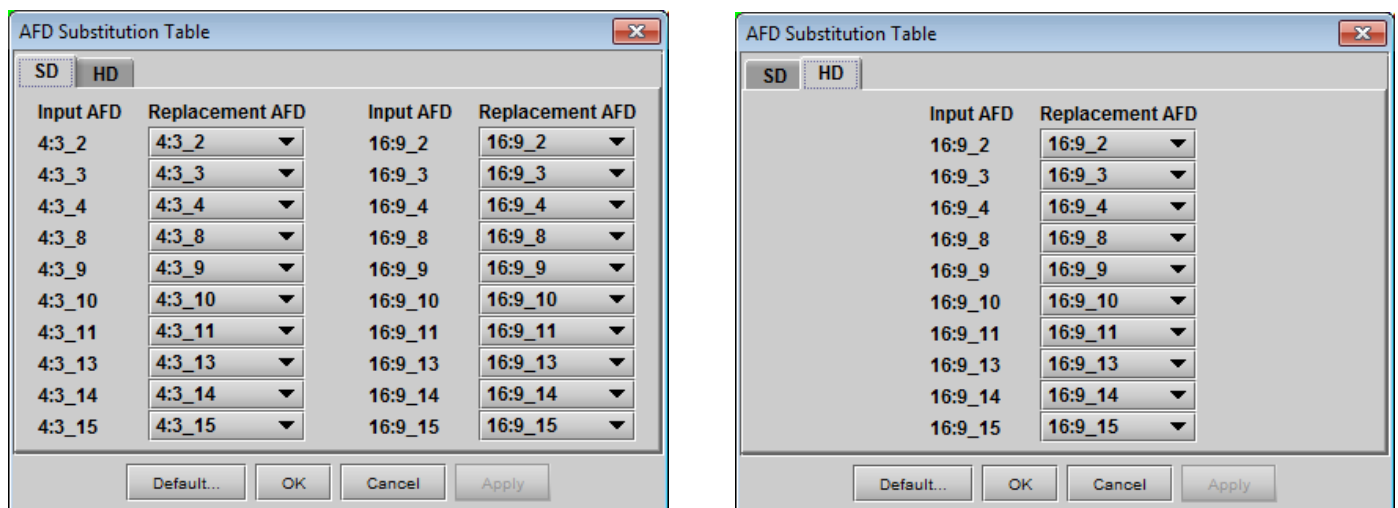 AFD Substitution Table
SD HD
Input AFD Replacement AFD Input AFD Replacement AFD
4:3_2 4:3_2 16:9_2 16:9_2
4:3_3 4:3_3 16:9_3 16:9_3
4:3_4 4:3_4 16:9_4 16:9_4
4:3_8 4:3_8 16:9_8 16:9_8
4:3_9 4:3_9 16:9_9 16:9_9
4:3_10 4:3_10 16:9_10 16:9_10
4:3_11 4:3_11 16:9_11 16:9_11
4:3_13 4:3_13 16:9_13 16:9_13
4:3_14 4:3_14 16:9_14 16:9_14
4:3_15 4:3_15 16:9_15 16:9_15
Default... OK Cancel Apply
AFD Substitution Table
SD HD
Input AFD Replacement AFD
16:9_2 16:9_2
16:9_3 16:9_3
16:9_4 16:9_4
16:9_8 16:9_8
16:9_9 16:9_9
16:9_10 16:9_10
16:9_11 16:9_11
16:9_13 16:9_13
16:9_14 16:9_14
16:9_15 16:9_15
Default... OK Cancel Apply